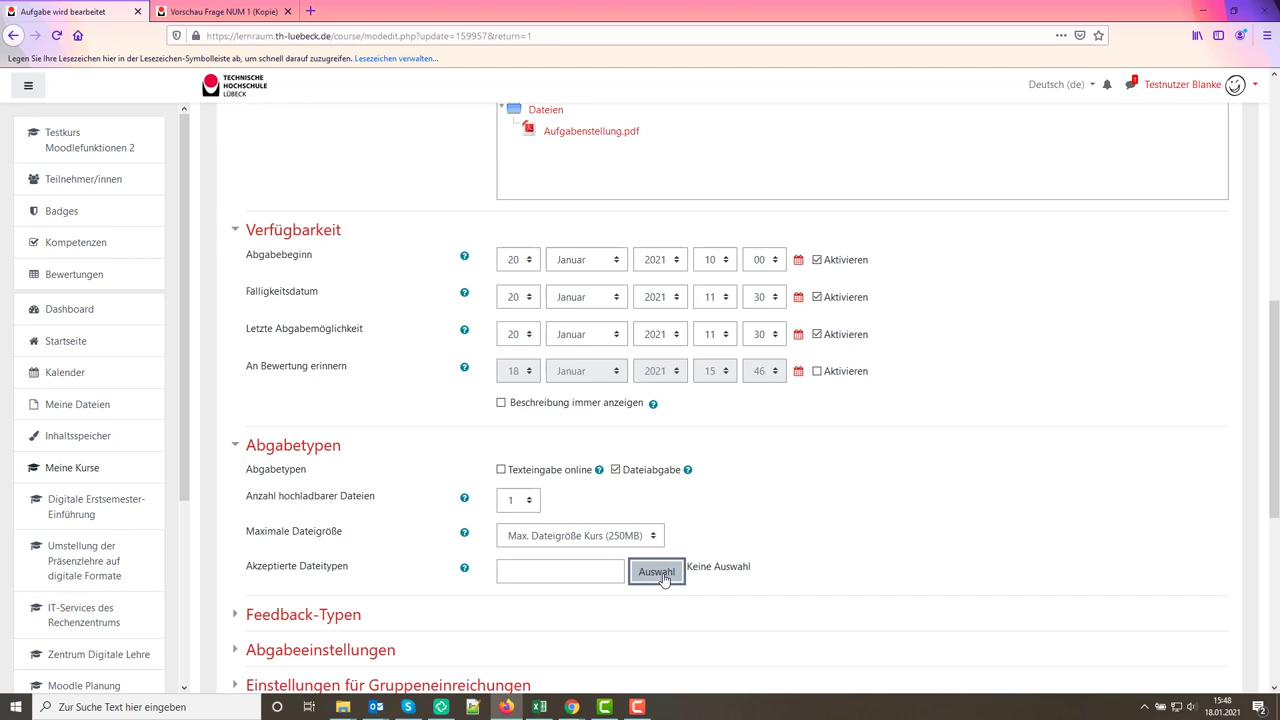 Aufgabe wird bearbeitet
Vorschau Frage NUM 1 (Kopie)
https://lernraum.th-luebeck.de/course/modedit.php?update=159957&return=1
Legen Sie Ihre Lesezeichen hier in der Lesezeichen-Symbolleiste ab, um schnell darauf zuzugreifen. Lesezeichen verwalten...
TECHNISCHE
HOCHSCHULE
LÜBECK
Deutsch (de)
1
Testnutzer Blanke
Testkurs
Moodlefunktionen 2
Teilnehmer/innen
Badges
Kompetenzen
Bewertungen
Dashboard
Startseite
Kalender
Meine Dateien
Inhaltsspeicher
Meine Kurse
Digitale Erstsemester-
Einführung
Umstellung der
Präsenzlehre auf
digitale Formate
IT-Services des
Rechenzentrums
Zentrum Digitale Lehre
Moodle Planung
Dateien
Aufgabenstellung.pdf
Verfügbarkeit
Abgabebeginn ? 20 Januar 2021 10 00 Aktivieren
Fälligkeitsdatum ? 20 Januar 2021 11 30 Aktivieren
Letzte Abgabemöglichkeit ? 20 Januar 2021 11 30 Aktivieren
An Bewertung erinnern ? 18 Januar 2021 15 46 Aktivieren
Beschreibung immer anzeigen ?
Abgabetypen
Abgabetypen Texteingabe online ? Dateiabgabe ?
Anzahl hochladbarer Dateien ? 1
Maximale Dateigröße ? Max. Dateigröße Kurs (250MB)
Akzeptierte Dateitypen ? Auswahl Keine Auswahl
Feedback-Typen
Abgabeeinstellungen
Einstellungen für Gruppeneinreichungen
Zur Suche Text hier eingeben
15:48
18.01.2021
2